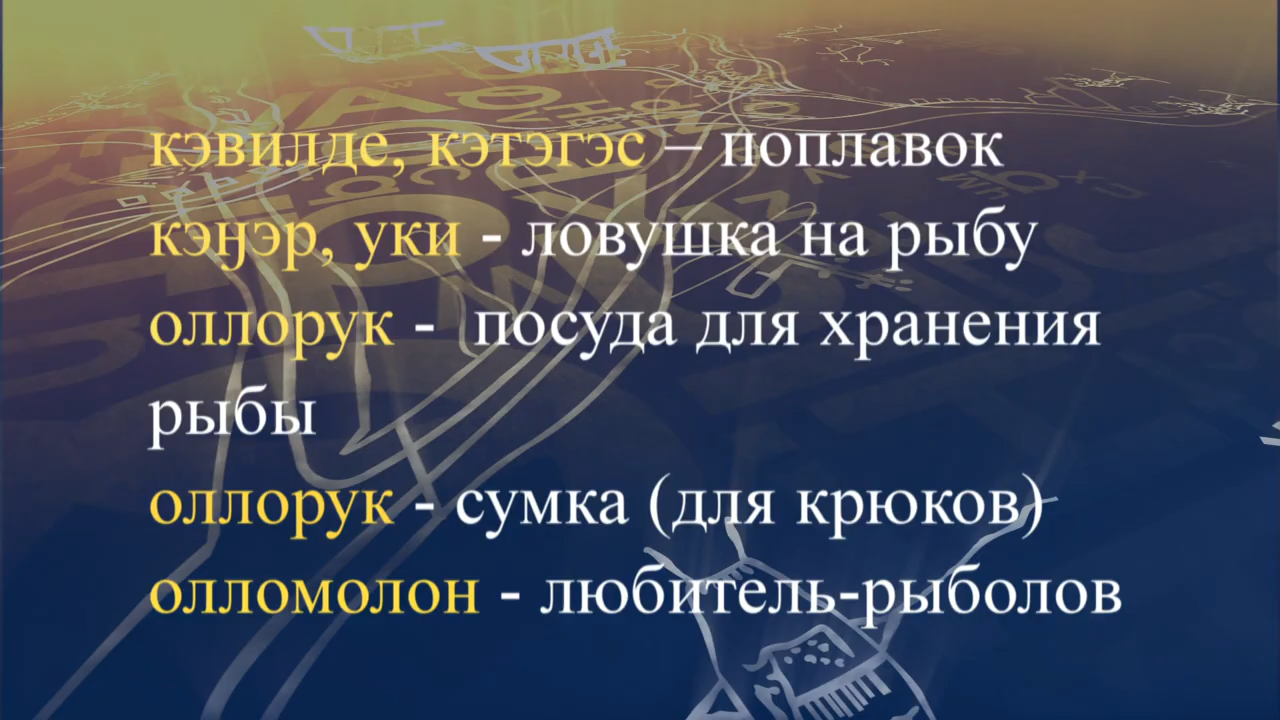 кэвилде, кэтэгэс – поплавок
кэӈэр, уки - ловушка на рыбу
оллорук - посуда для хранения
рыбы
оллорук - сумка (для крюков)
олломолон - любитель-рыболов